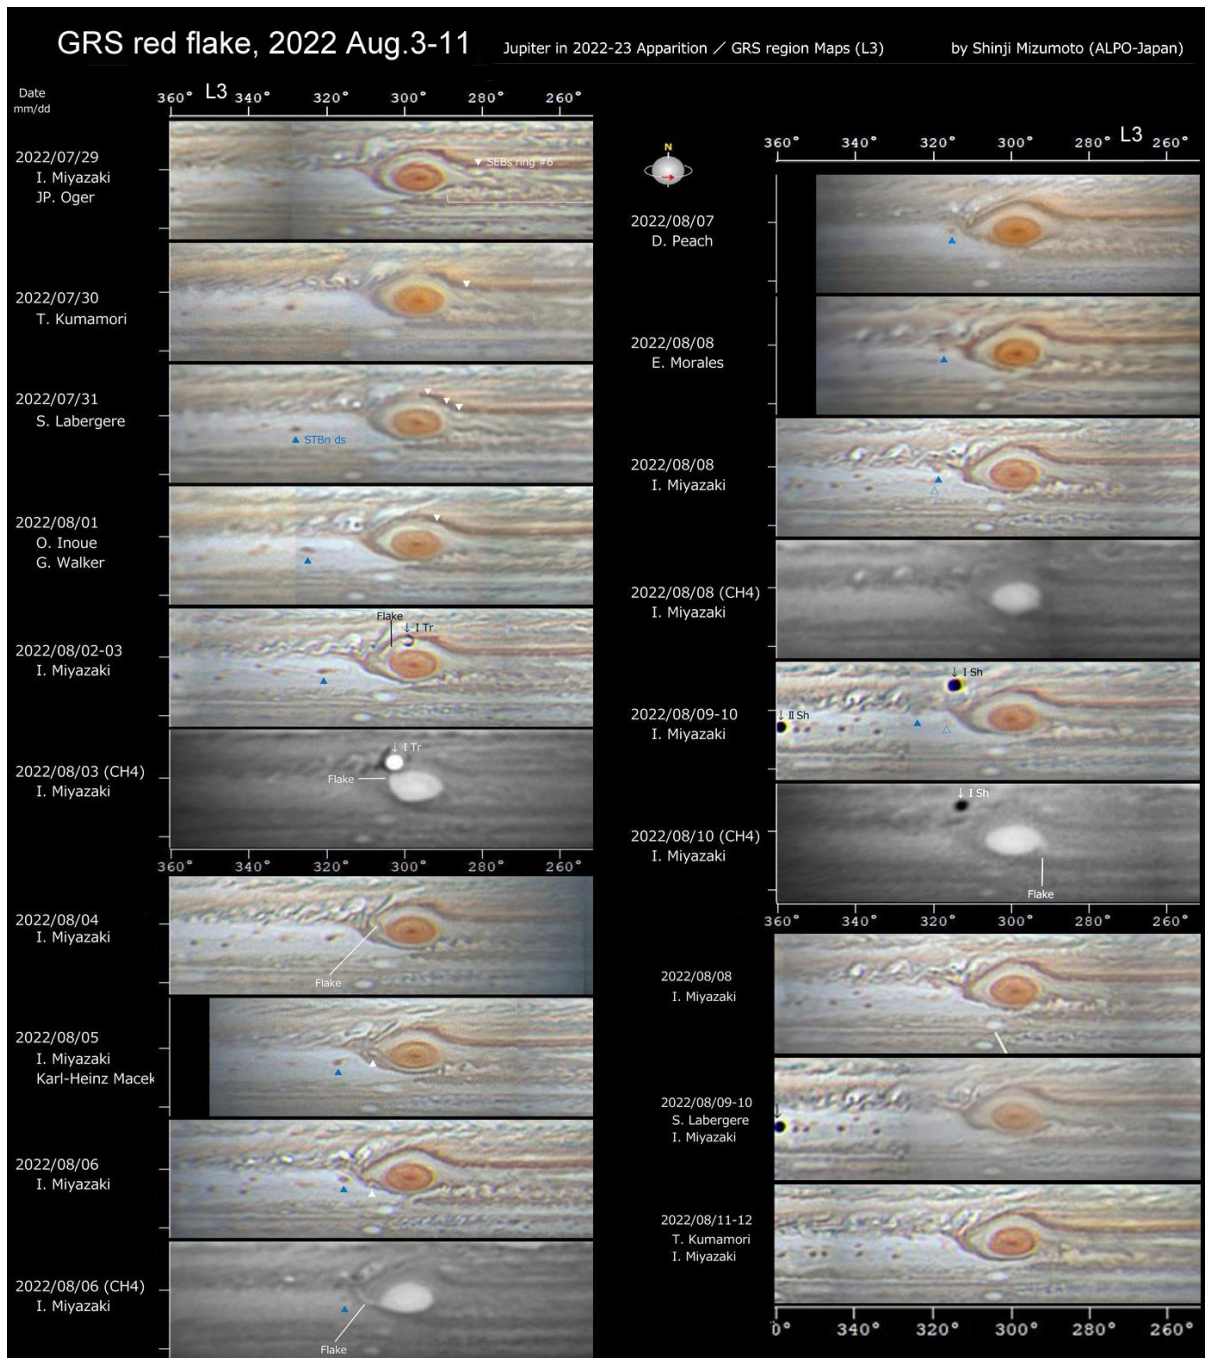 GRS red flake, 2022 Aug.3-11
Jupiter in 2022-23 Apparition ／ GRS region Maps (L3)
by Shinji Mizumoto (ALPO-Japan)
Date
mm/dd
L3
360° 340° 320° 300° 280° 260°
2022/07/29
I. Miyazaki
JP. Oger
▼ SEBs ring #6
2022/07/30
T. Kumamori
2022/07/31
S. Labergere
▲ STBn ds
2022/08/01
O. Inoue
G. Walker
2022/08/02-03
I. Miyazaki
Flake
↓ I Tr
2022/08/03 (CH4)
I. Miyazaki
↓ I Tr
Flake
360° 340° 320° 300° 280° 260°
2022/08/04
I. Miyazaki
Flake
2022/08/05
I. Miyazaki
Karl-Heinz Macek
2022/08/06
I. Miyazaki
2022/08/06 (CH4)
I. Miyazaki
Flake
N
L3
360° 340° 320° 300° 280° 260°
2022/08/07
D. Peach
2022/08/08
E. Morales
2022/08/08
I. Miyazaki
2022/08/08 (CH4)
I. Miyazaki
2022/08/09-10
I. Miyazaki
↓ I Sh
↓ II Sh
2022/08/10 (CH4)
I. Miyazaki
↓ I Sh
Flake
360° 340° 320° 300° 280° 260°
2022/08/08
I. Miyazaki
2022/08/09-10
S. Labergere
I. Miyazaki
2022/08/11-12
T. Kumamori
I. Miyazaki
0° 340° 320° 300° 280° 260°